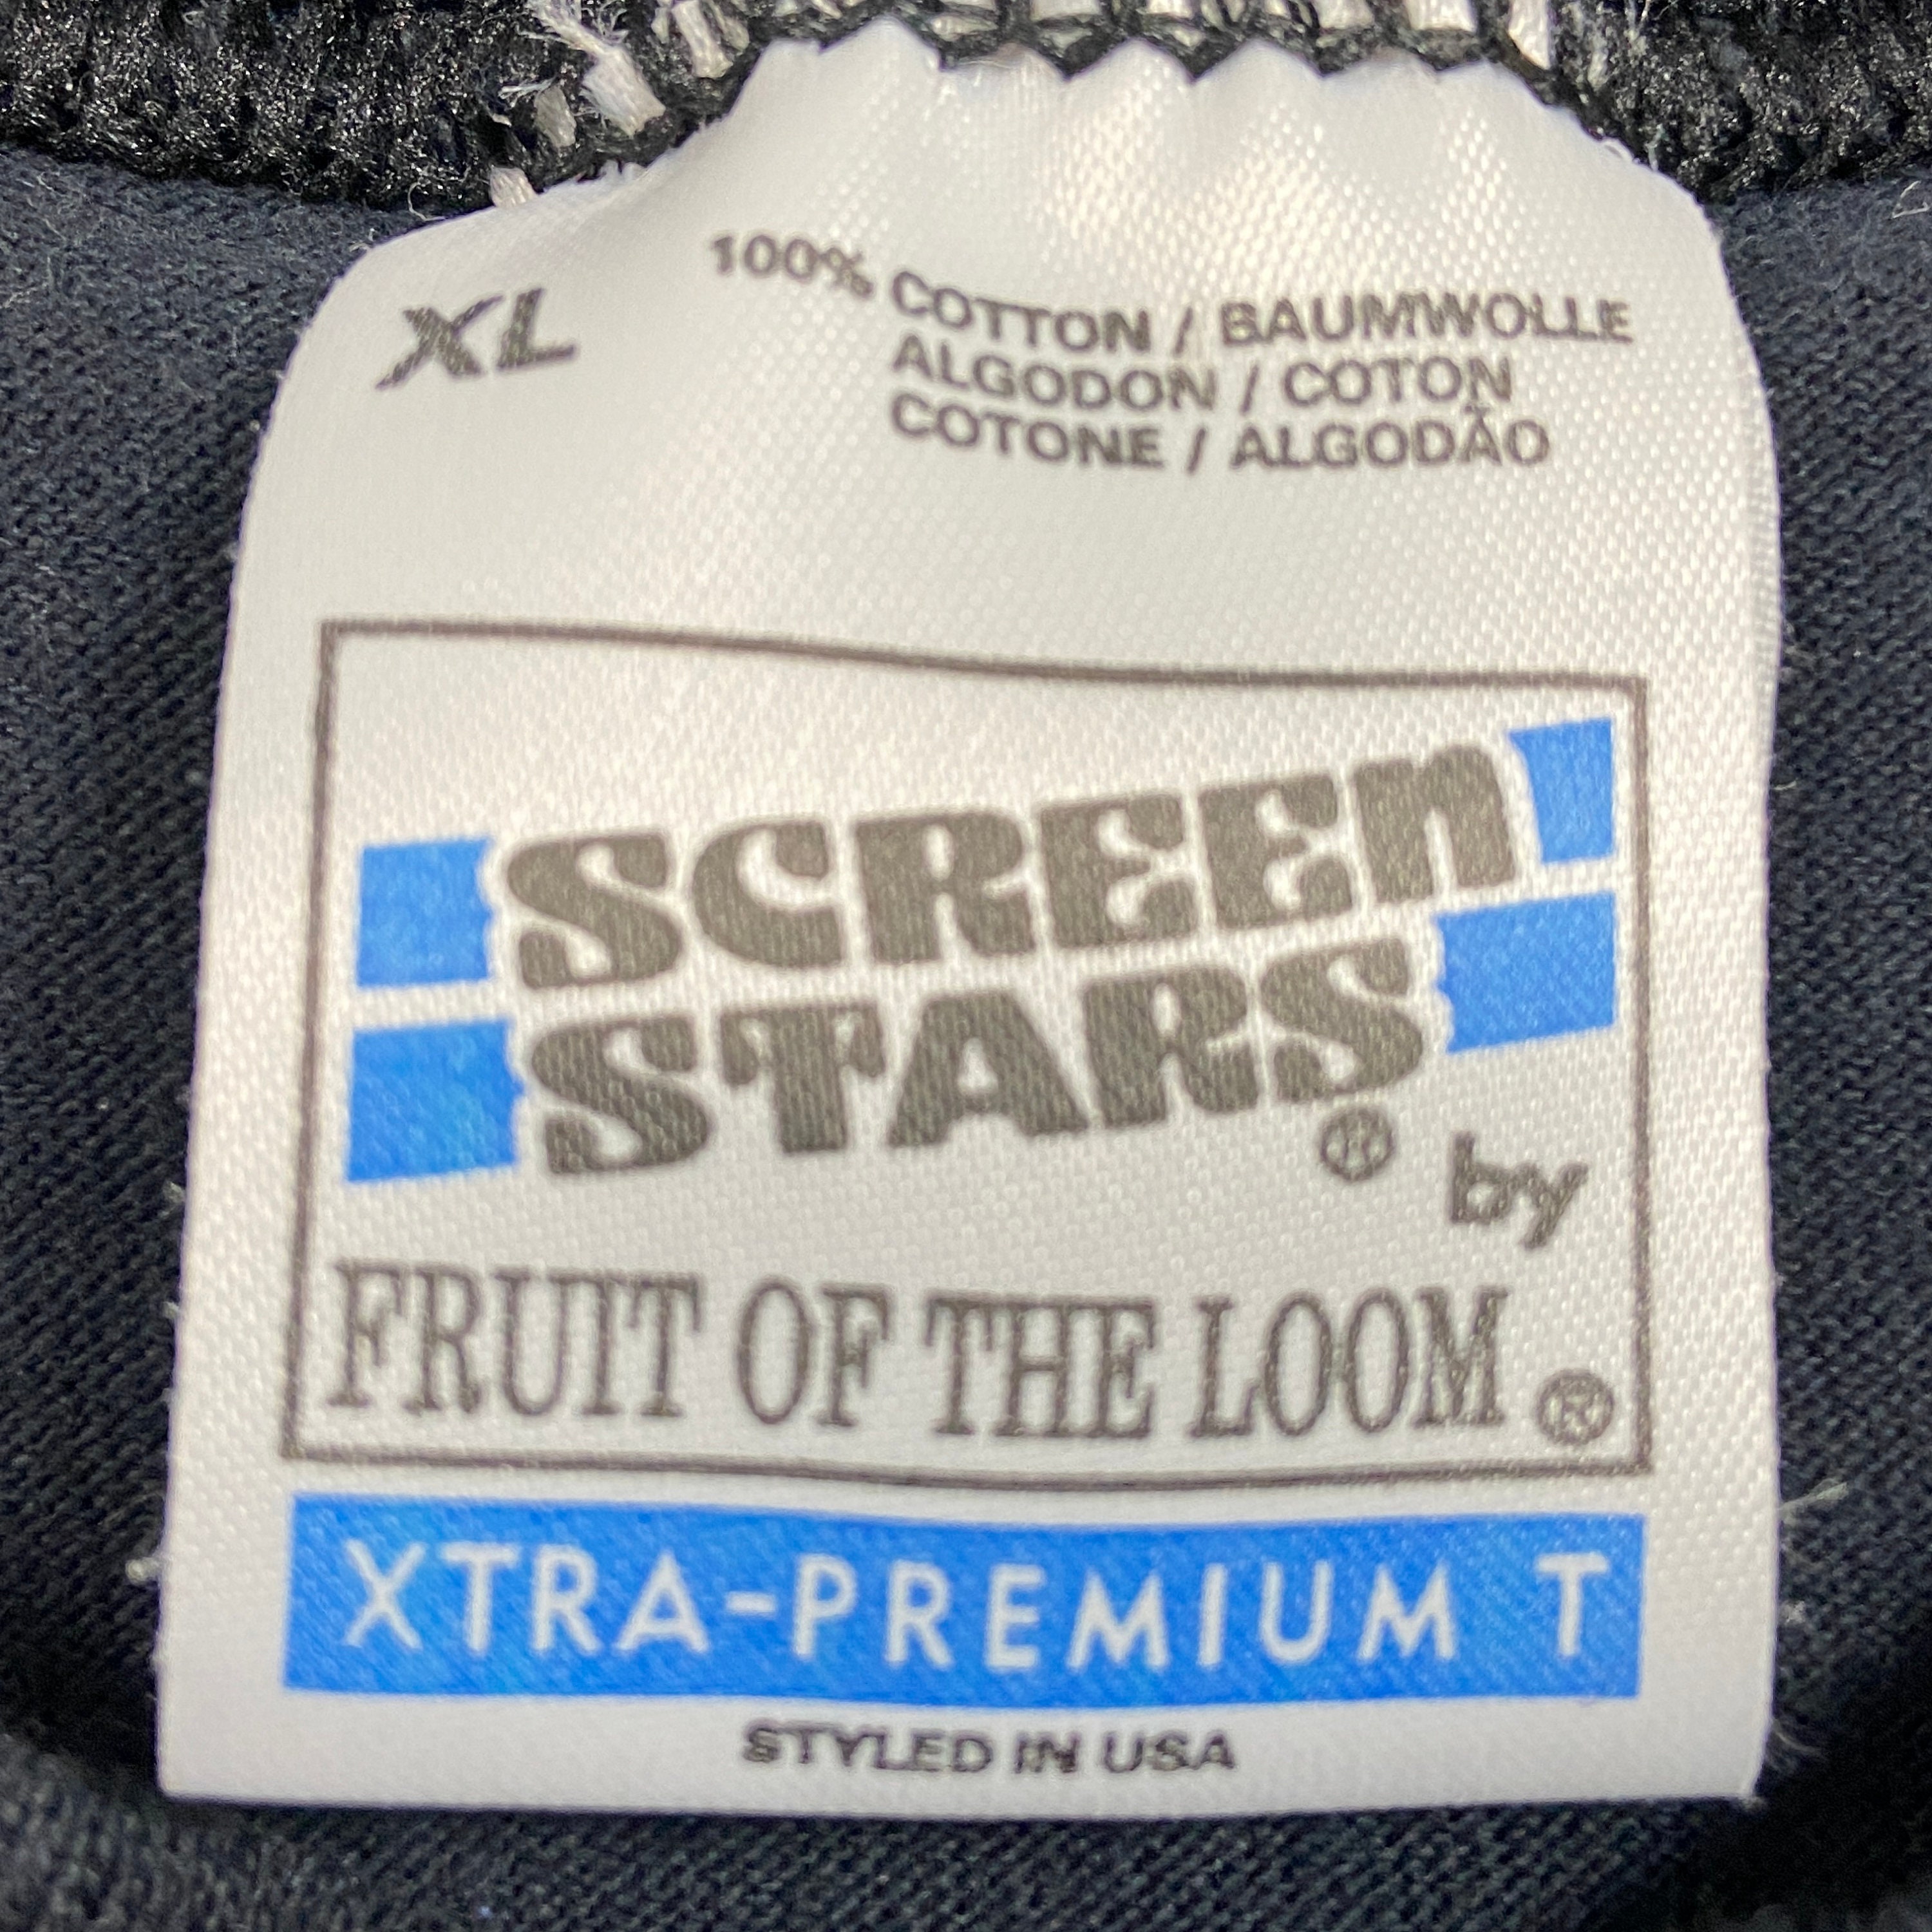 XL
100% COTTON / BAUMWOLLE
ALGODON / COTON
COTONE / ALGODÃO
SCREEn
STARS® by
FRUIT OF THE LOOM®
XTRA-PREMIUM T
STYLED IN USA